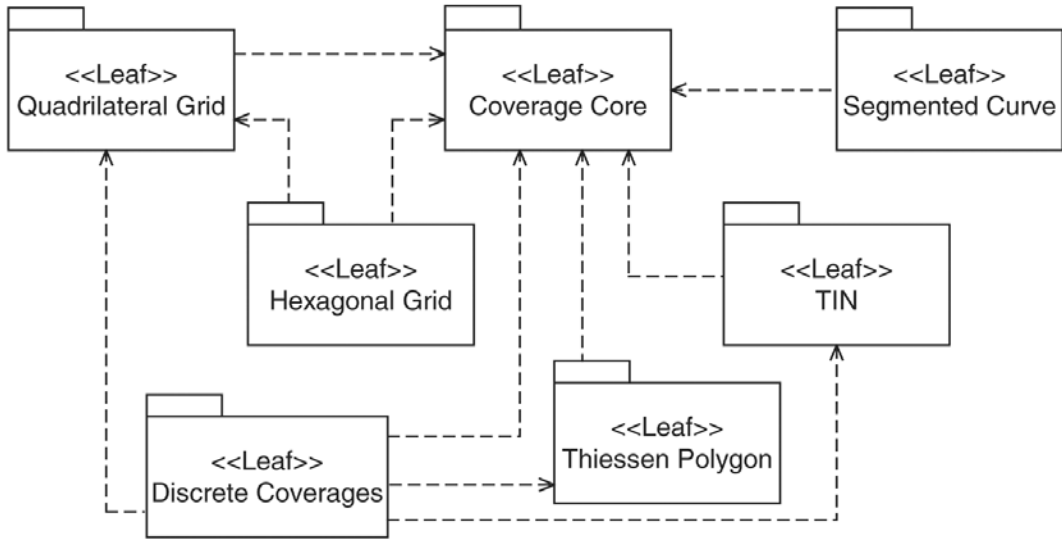 <<Leaf>>
Quadrilateral Grid
<<Leaf>>
Coverage Core
<<Leaf>>
Segmented Curve
<<Leaf>>
Hexagonal Grid
<<Leaf>>
TIN
<<Leaf>>
Discrete Coverages
<<Leaf>>
Thiessen Polygon